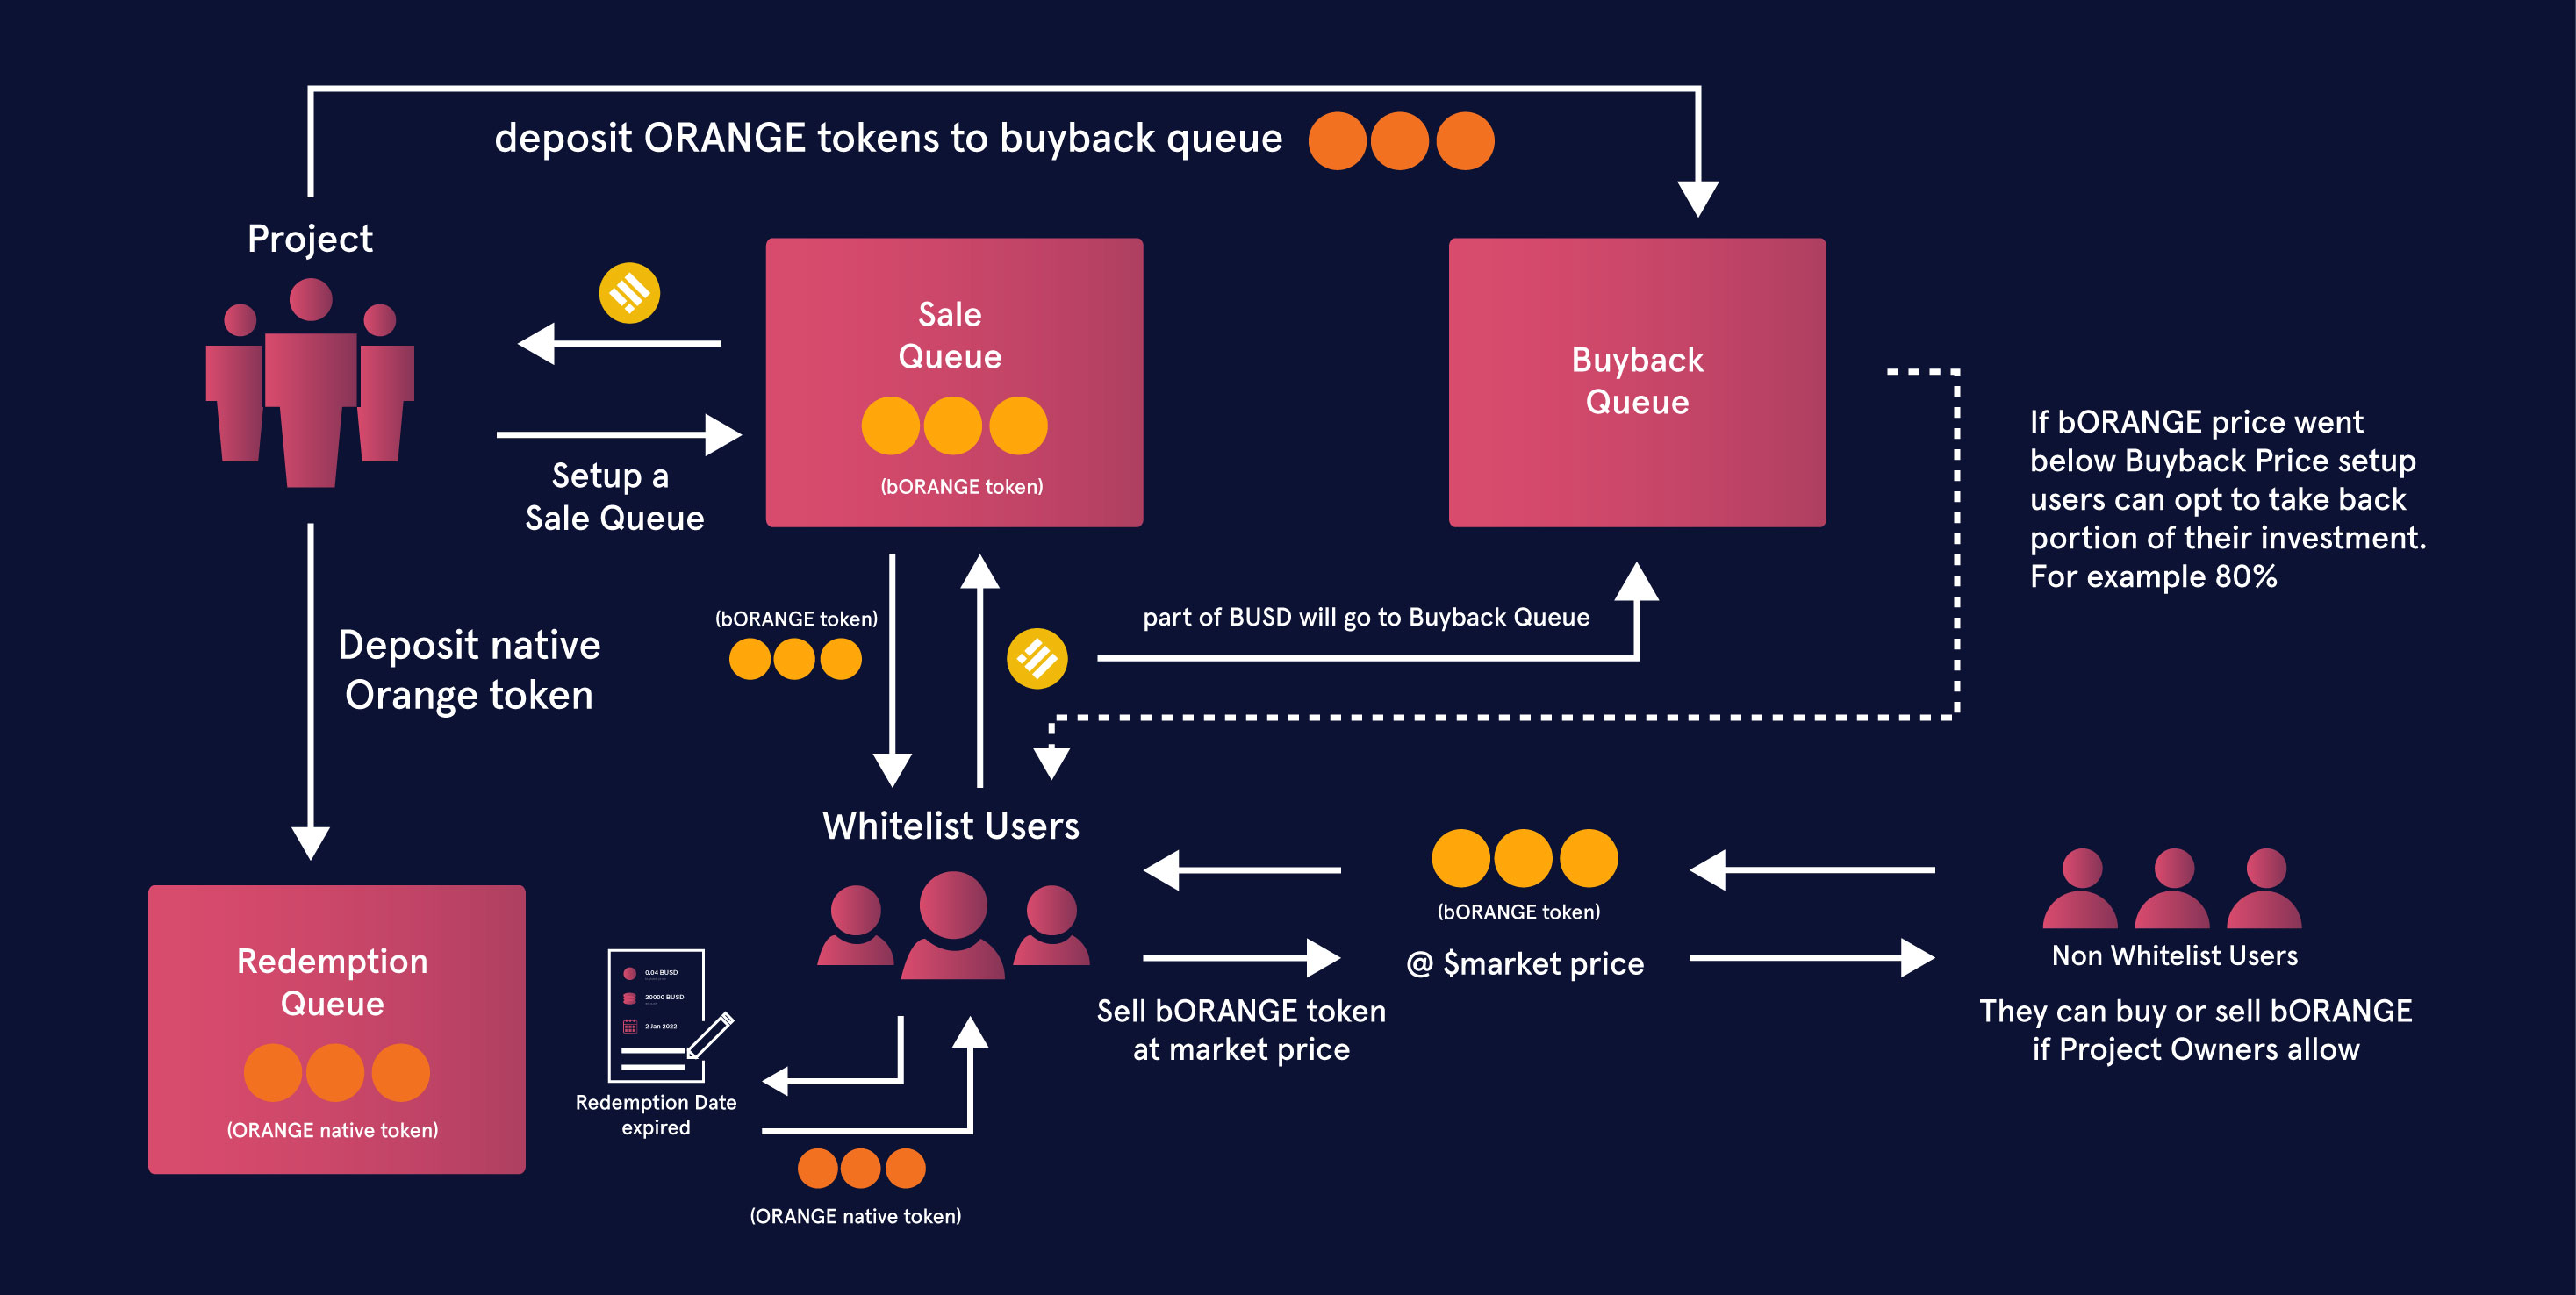 deposit ORANGE tokens to buyback queue
Project
Sale
Queue
(bORANGE token)
Buyback
Queue
Setup a
Sale Queue
If bORANGE price went
below Buyback Price setup
users can opt to take back
portion of their investment.
For example 80%
Deposit native
Orange token
(bORANGE token)
part of BUSD will go to Buyback Queue
Whitelist Users
(bORANGE token)
@ $market price
Sell bORANGE token
at market price
Non Whitelist Users
They can buy or sell bORANGE
if Project Owners allow
Redemption
Queue
(ORANGE native token)
0.04 BUSD
20000 BUSD
2 Jan 2022
Redemption Date
expired
(ORANGE native token)